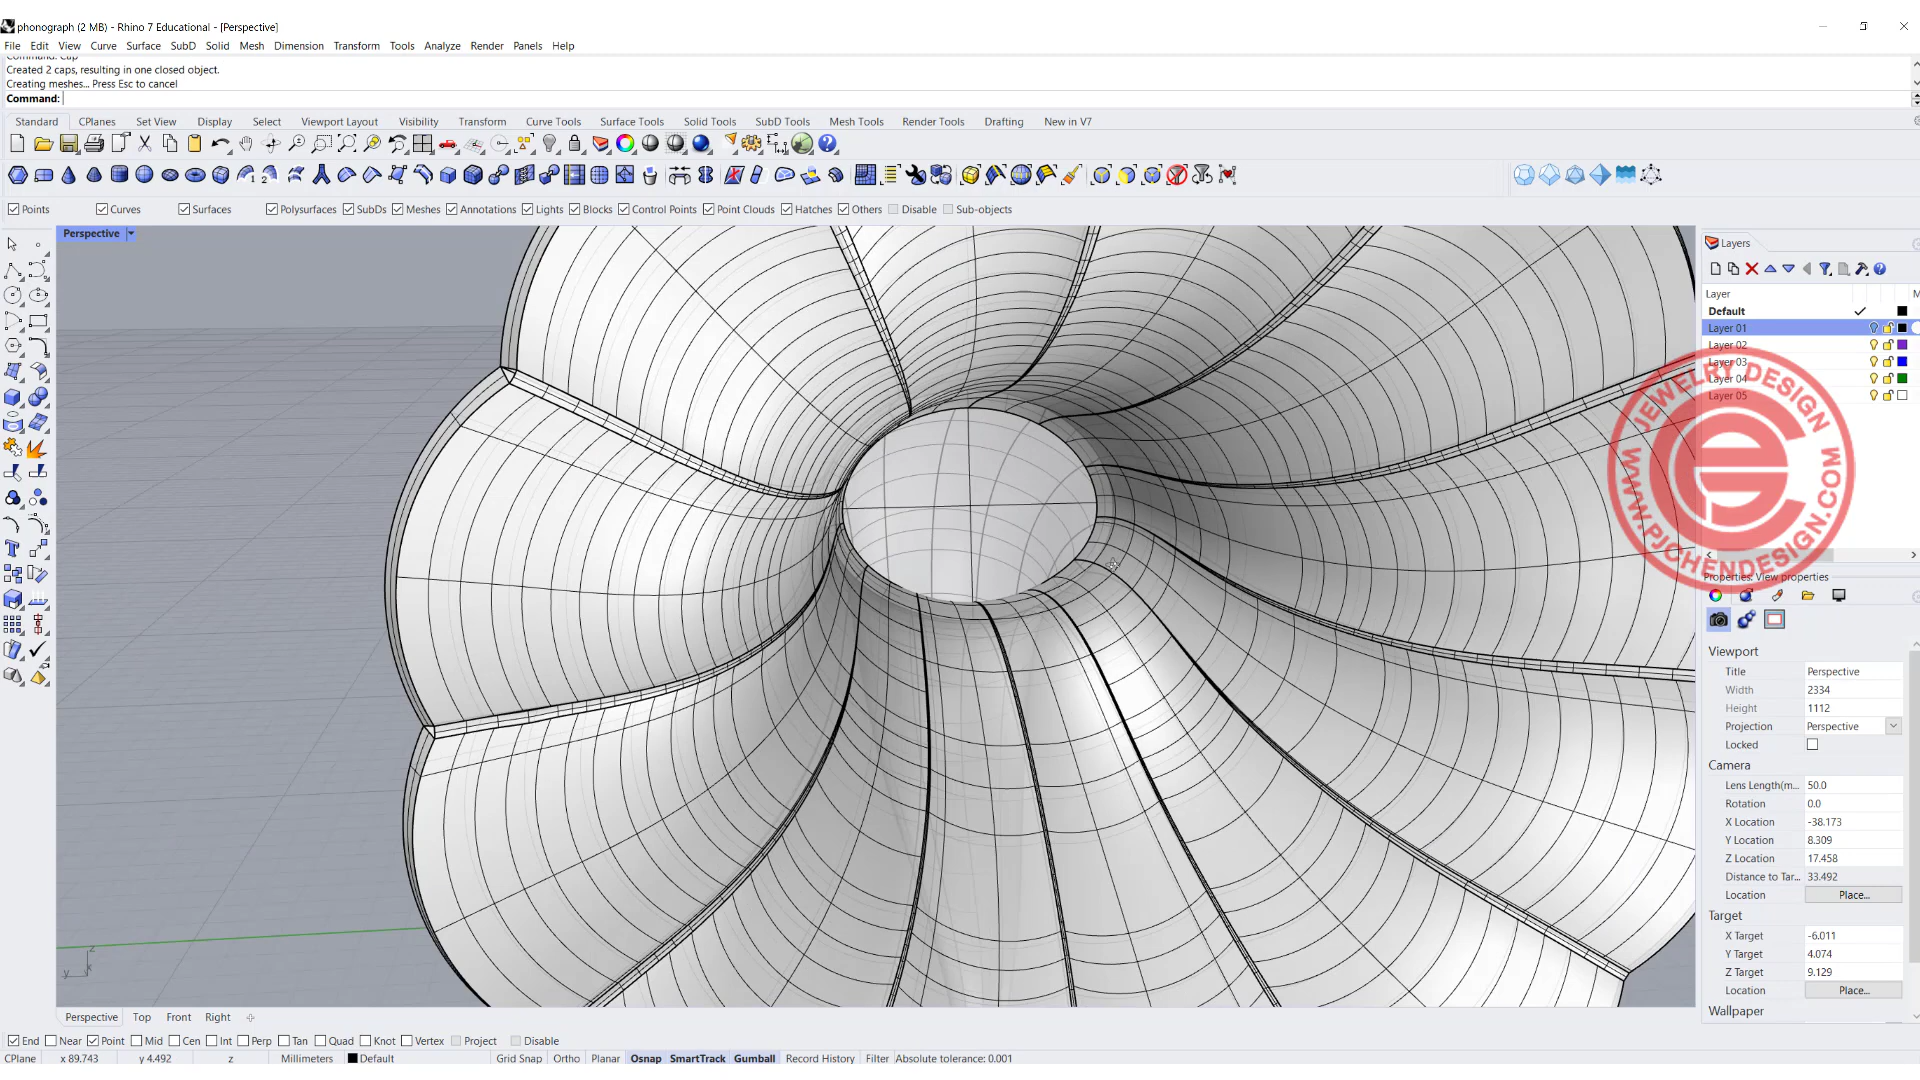 phonograph (2 MB) - Rhino 7 Educational - [Perspective]
File Edit View Curve Surface SubD Solid Mesh Dimension Transform Tools Analyze Render Panels Help
Command: Cap
Created 2 caps, resulting in one closed object.
Creating meshes... Press Esc to cancel
Command:
Standard CPlanes Set View Display Select Viewport Layout Visibility Transform Curve Tools Surface Tools Solid Tools SubD Tools Mesh Tools Render Tools Drafting New in V7
Points Curves Surfaces Polysurfaces SubDs Meshes Annotations Lights Blocks Control Points Point Clouds Hatches Others Disable Sub-objects
Perspective
Layers
Layer M
Default
Layer 01
Layer 02
Layer 03
Layer 04
Layer 05
JEWELRY DESIGN
WWW.PJCHENDESIGN.COM
Properties: View properties
Viewport
Title Perspective
Width 2334
Height 1112
Projection Perspective
Locked
Camera
Lens Length(m... 50.0
Rotation 0.0
X Location -38.173
Y Location 8.309
Z Location 17.458
Distance to Tar... 33.492
Location Place...
Target
X Target -6.011
Y Target 4.074
Z Target 9.129
Location Place...
Wallpaper
z
y x
Perspective Top Front Right
End Near Point Mid Cen Int Perp Tan Quad Knot Vertex Project Disable
CPlane x 89.743 y 4.492 z Millimeters Default Grid Snap Ortho Planar Osnap SmartTrack Gumball Record History Filter Absolute tolerance: 0.001